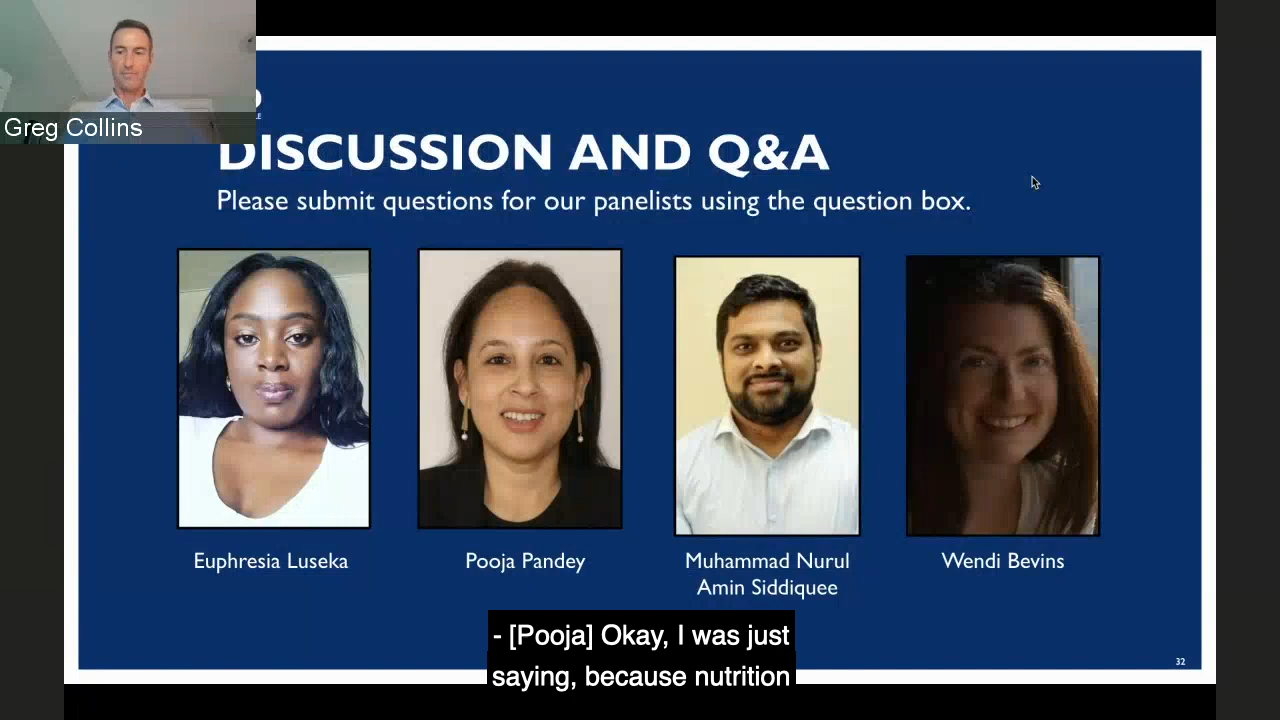 Greg Collins
DISCUSSION AND Q&A
Please submit questions for our panelists using the question box.
Euphresia Luseka
Pooja Pandey
Muhammad Nurul
Amin Siddiquee
Wendi Bevins
- [Pooja] Okay, I was just
saying, because nutrition
32